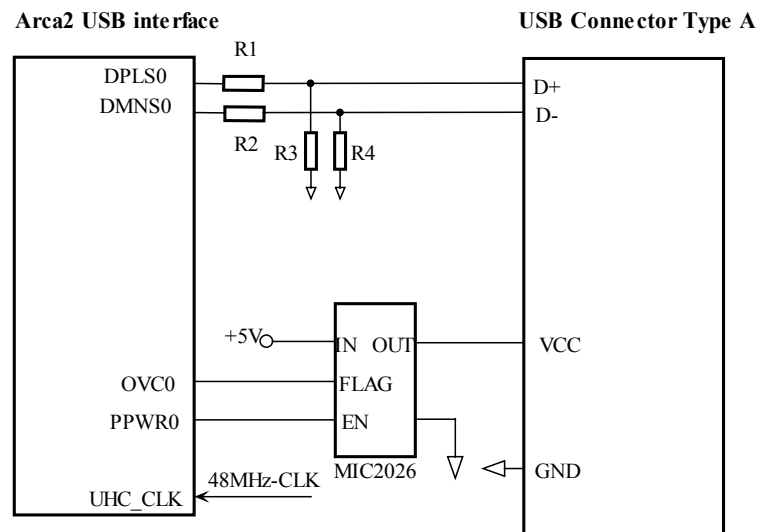 Arca2 USB interface
USB Connector Type A
R1
DPLS0
D+
DMNS0
D-
R2
R3
R4
+5V
IN
OUT
VCC
OVC0
FLAG
PPWR0
EN
MIC2026
GND
48MHz-CLK
UHC_CLK